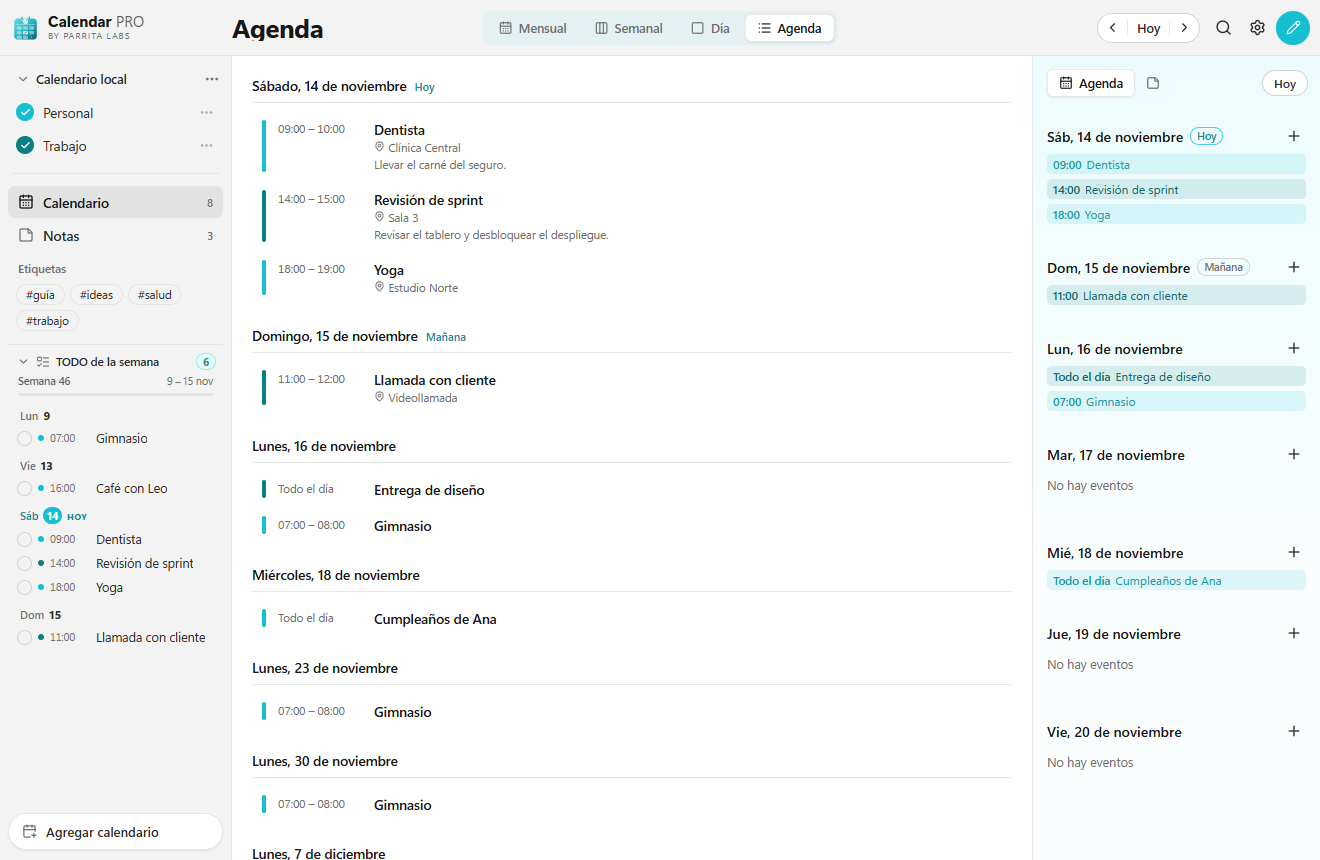 Calendar PRO
BY PARRITA LABS
Agenda
Mensual
Semanal
Día
Agenda
Hoy
Calendario local
Personal
Trabajo
Calendario 8
Notas 3
Etiquetas
#guía #ideas #salud
#trabajo
TODO de la semana 6
Semana 46 9 – 15 nov
Lun 9
07:00 Gimnasio
Vie 13
16:00 Café con Leo
Sáb 14 HOY
09:00 Dentista
14:00 Revisión de sprint
18:00 Yoga
Dom 15
11:00 Llamada con cliente
Agregar calendario
Sábado, 14 de noviembre Hoy
09:00 – 10:00 Dentista
Clínica Central
Llevar el carné del seguro.
14:00 – 15:00 Revisión de sprint
Sala 3
Revisar el tablero y desbloquear el despliegue.
18:00 – 19:00 Yoga
Estudio Norte
Domingo, 15 de noviembre Mañana
11:00 – 12:00 Llamada con cliente
Videollamada
Lunes, 16 de noviembre
Todo el día Entrega de diseño
07:00 – 08:00 Gimnasio
Miércoles, 18 de noviembre
Todo el día Cumpleaños de Ana
Lunes, 23 de noviembre
07:00 – 08:00 Gimnasio
Lunes, 30 de noviembre
07:00 – 08:00 Gimnasio
Lunes, 7 de diciembre
Agenda
Hoy
Sáb, 14 de noviembre Hoy
09:00 Dentista
14:00 Revisión de sprint
18:00 Yoga
Dom, 15 de noviembre Mañana
11:00 Llamada con cliente
Lun, 16 de noviembre
Todo el día Entrega de diseño
07:00 Gimnasio
Mar, 17 de noviembre
No hay eventos
Mié, 18 de noviembre
Todo el día Cumpleaños de Ana
Jue, 19 de noviembre
No hay eventos
Vie, 20 de noviembre
No hay eventos